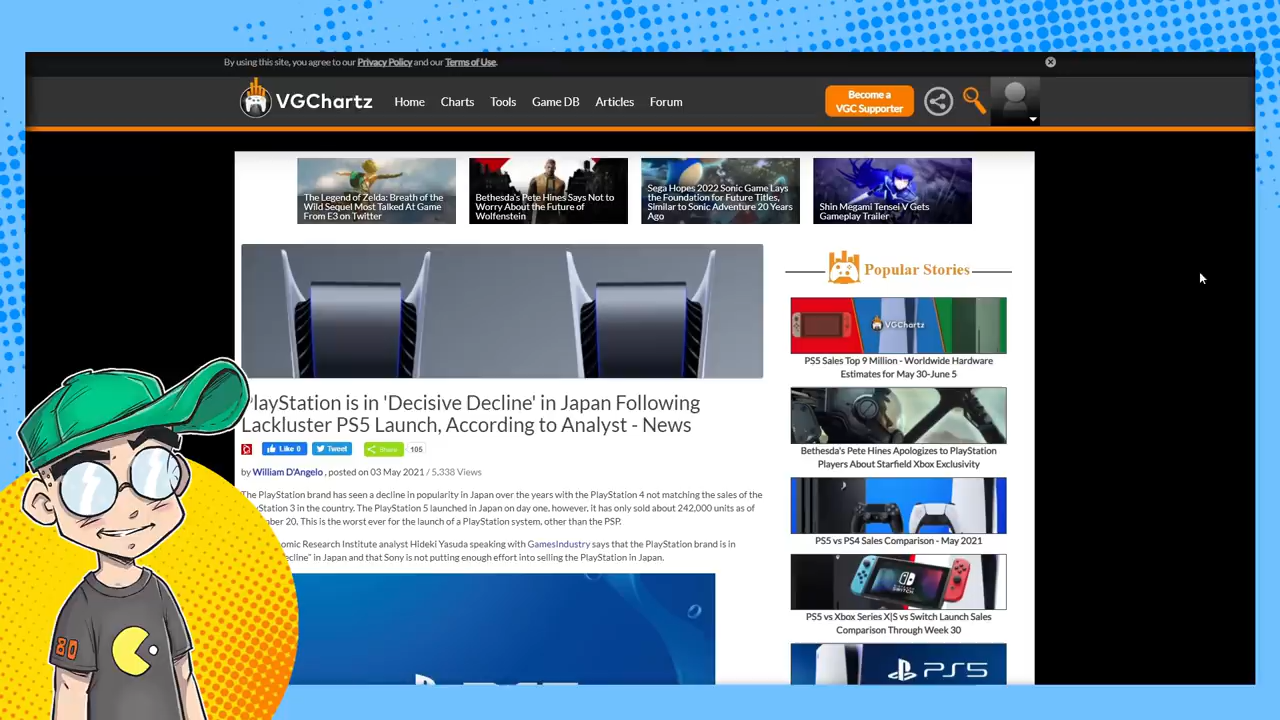 By using this site, you agree to our Privacy Policy and our Terms of Use.
VGChartz
Home
Charts
Tools
Game DB
Articles
Forum
Become a
VGC Supporter
The Legend of Zelda: Breath of the
Wild Sequel Most Talked At Game
From E3 on Twitter
Bethesda's Pete Hines Says Not to
Worry About the Future of
Wolfenstein
Sega Hopes 2022 Sonic Game Lays
the Foundation for Future Titles,
Similar to Sonic Adventure 20 Years
Ago
Shin Megami Tensei V Gets
Gameplay Trailer
PlayStation is in 'Decisive Decline' in Japan Following
Lackluster PS5 Launch, According to Analyst - News
Like 0
Tweet
Share
105
by William D'Angelo , posted on 03 May 2021 / 5,338 Views
The PlayStation brand has seen a decline in popularity in Japan over the years with the PlayStation 4 not matching the sales of the
3 in the country. The PlayStation 5 launched in Japan on day one, however, it has only sold about 242,000 units as of
20. This is the worst ever for the launch of a PlayStation system, other than the PSP.
Research Institute analyst Hideki Yasuda speaking with GamesIndustry says that the PlayStation brand is in
in Japan and that Sony is not putting enough effort into selling the PlayStation in Japan.
Popular Stories
VGChartz
PS5 Sales Top 9 Million - Worldwide Hardware
Estimates for May 30-June 5
Bethesda's Pete Hines Apologizes to PlayStation
Players About Starfield Xbox Exclusivity
PS5 vs PS4 Sales Comparison - May 2021
PS5 vs Xbox Series X|S vs Switch Launch Sales
Comparison Through Week 30
PS5
80